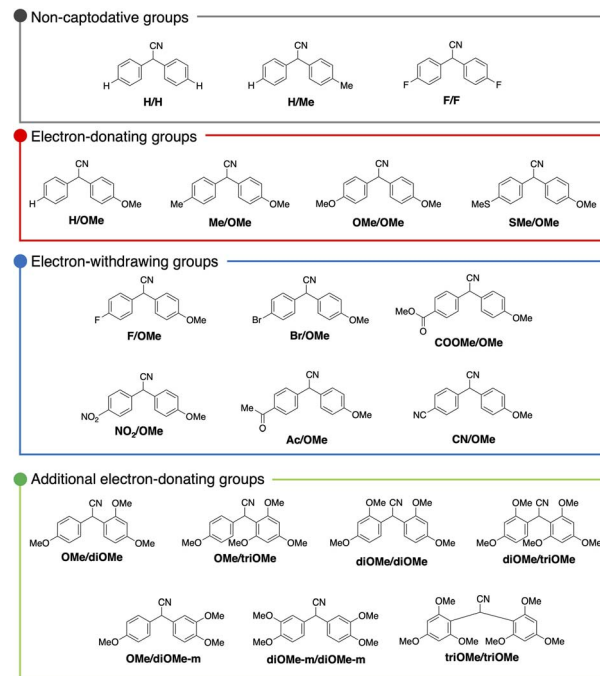 Non-captodative groups
CN CN CN
H H H Me F F
H/H H/Me F/F
Electron-donating groups
CN CN CN CN
H OMe Me OMe MeO OMe MeS OMe
H/OMe Me/OMe OMe/OMe SMe/OMe
Electron-withdrawing groups
CN CN CN
F OMe Br OMe MeO O OMe
F/OMe Br/OMe COOMe/OMe
CN CN CN
NO2 OMe Me O OMe CN OMe
NO2/OMe Ac/OMe CN/OMe
Additional electron-donating groups
CN OMe CN OMe OMe CN OMe OMe CN OMe
MeO OMe MeO MeO OMe MeO OMe MeO MeO OMe
OMe/diOMe OMe/triOMe diOMe/diOMe diOMe/triOMe
CN CN CN
OMe MeO OMe OMe OMe
MeO OMe MeO OMe MeO OMe MeO OMe
OMe/diOMe-m diOMe-m/diOMe-m triOMe/triOMe